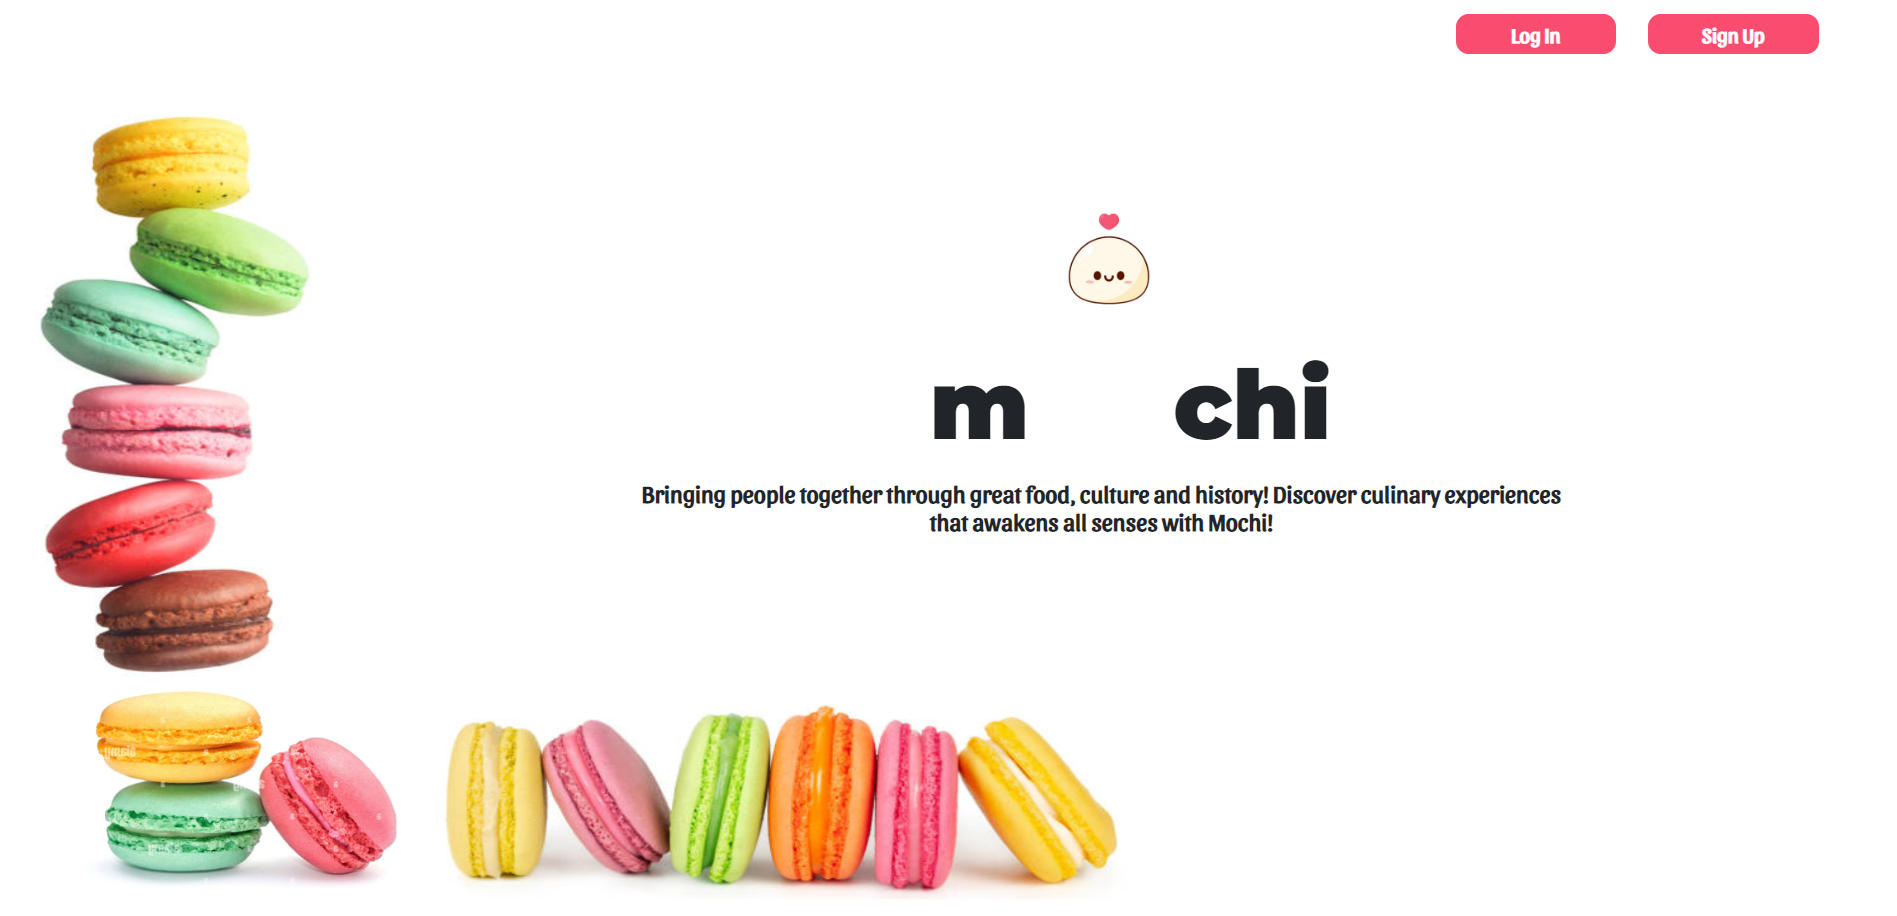 Log In Sign Up
m chi
Bringing people together through great food, culture and history! Discover culinary experiences
that awakens all senses with Mochi!